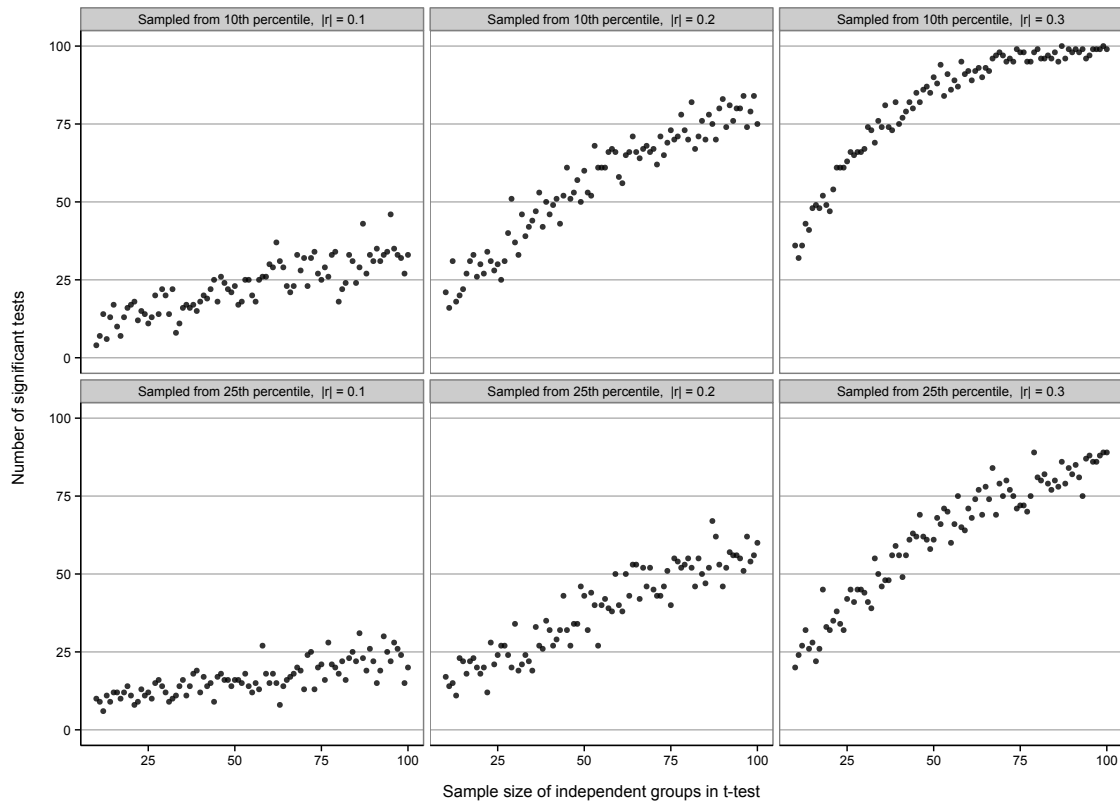 Sampled from 10th percentile, |r| = 0.1
Sampled from 10th percentile, |r| = 0.2
Sampled from 10th percentile, |r| = 0.3
100
75
50
25
0
Sampled from 25th percentile, |r| = 0.1
Sampled from 25th percentile, |r| = 0.2
Sampled from 25th percentile, |r| = 0.3
100
75
50
25
0
Number of significant tests
25 50 75 100 25 50 75 100 25 50 75 100
Sample size of independent groups in t-test